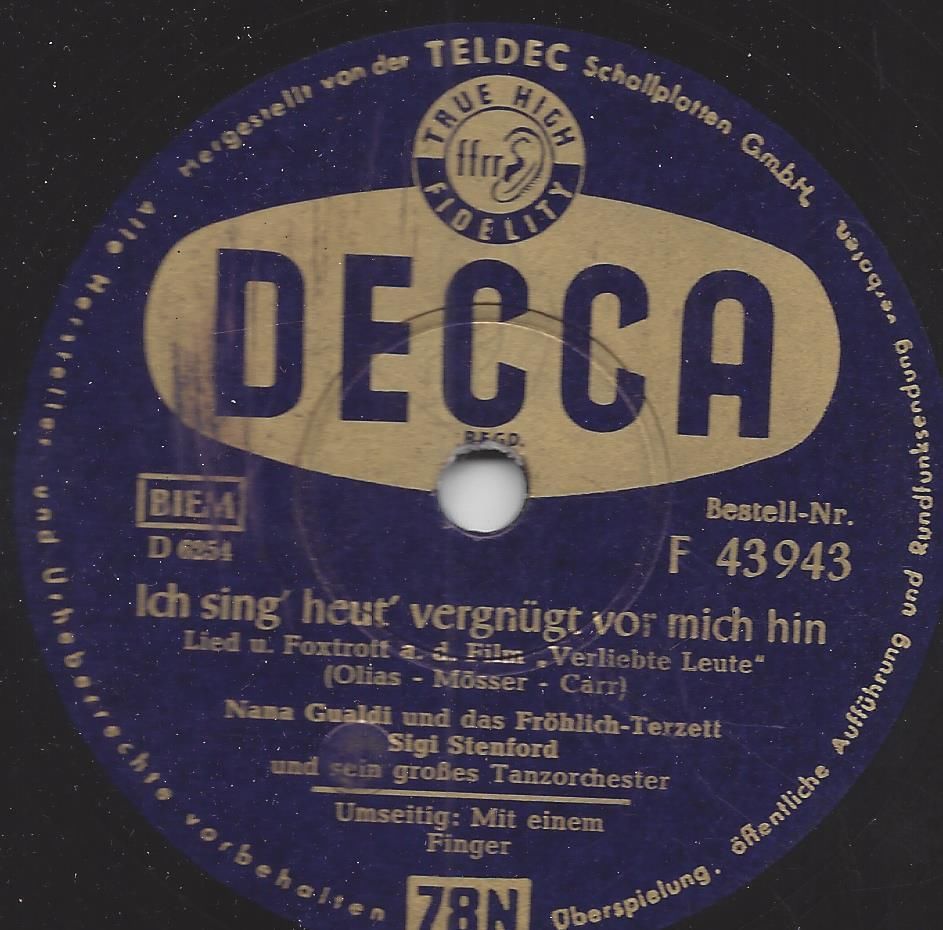 Alle Hersteller und Urheberrechte vorbehalten
Hergestellt von der TELDEC Schallplatten GmbH.
Überspielung, öffentliche Aufführung und Rundfunksendung verboten
TRUE HIGH
ffrr
FIDELITY
DECCA
REGD.
BIEM
D 6254
Bestell-Nr.
F 43943
Ich sing' heut' vergnügt vor mich hin
Lied u. Foxtrott a. d. Film „Verliebte Leute“
(Olias - Mösser - Carr)
Nana Gualdi und das Fröhlich-Terzett
Sigi Stenford
und sein großes Tanzorchester
Umseitig: Mit einem
Finger
78N